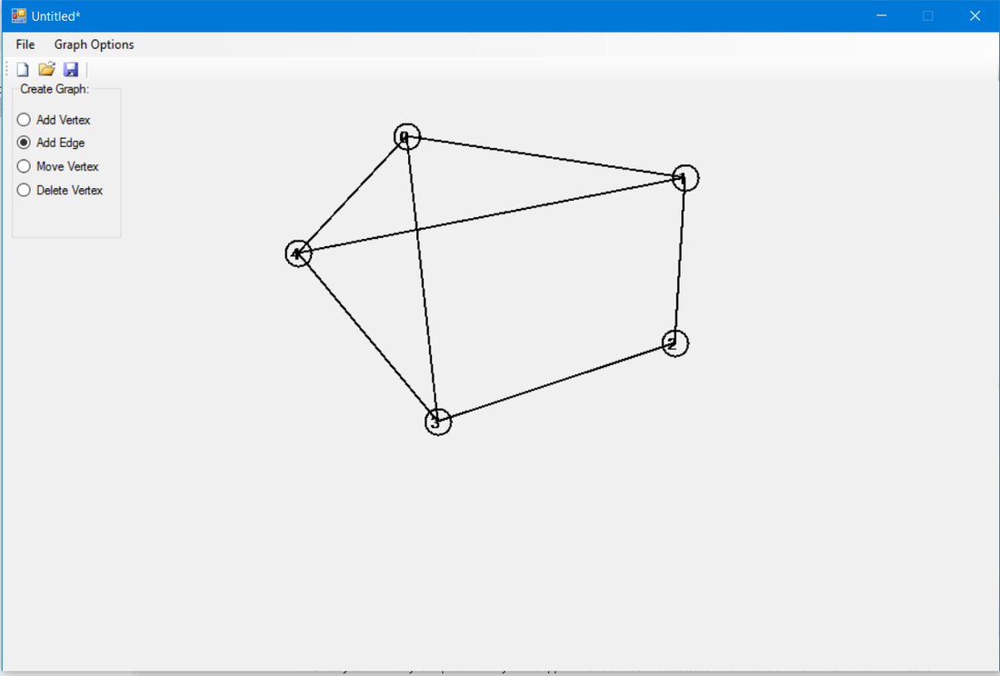 Untitled*
File Graph Options
Create Graph:
Add Vertex
Add Edge
Move Vertex
Delete Vertex
0
1
4
2
3